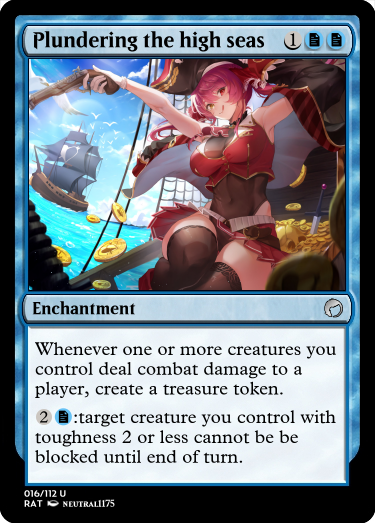 Plundering the high seas 1
Enchantment
Whenever one or more creatures you
control deal combat damage to a
player, create a treasure token.
2 :target creature you control with
toughness 2 or less cannot be be
blocked until end of turn.
016/112 U
RAT NEUTRAL1175